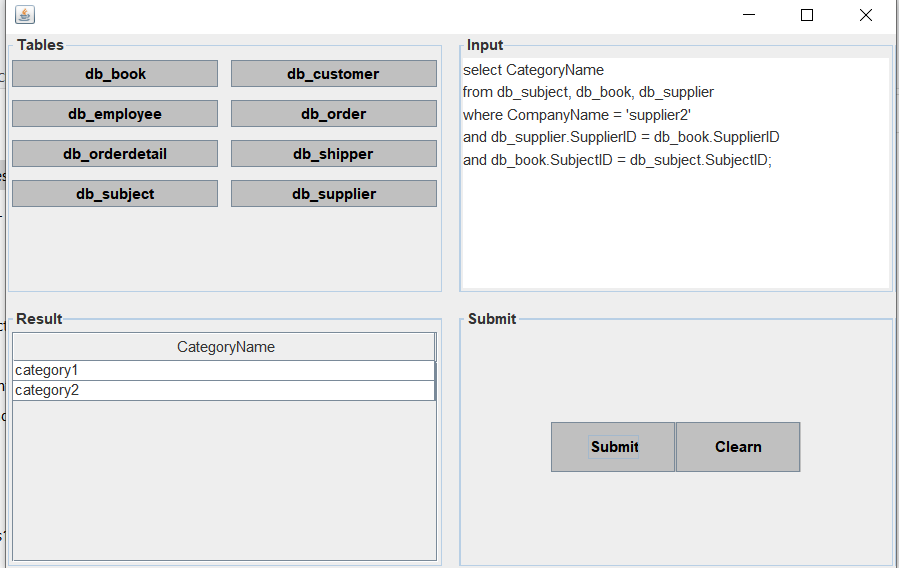 Tables
db_book
db_customer
db_employee
db_order
db_orderdetail
db_shipper
db_subject
db_supplier
Input
select CategoryName
from db_subject, db_book, db_supplier
where CompanyName = 'supplier2'
and db_supplier.SupplierID = db_book.SupplierID
and db_book.SubjectID = db_subject.SubjectID;
Result
CategoryName
category1
category2
Submit
Submit
Clearn